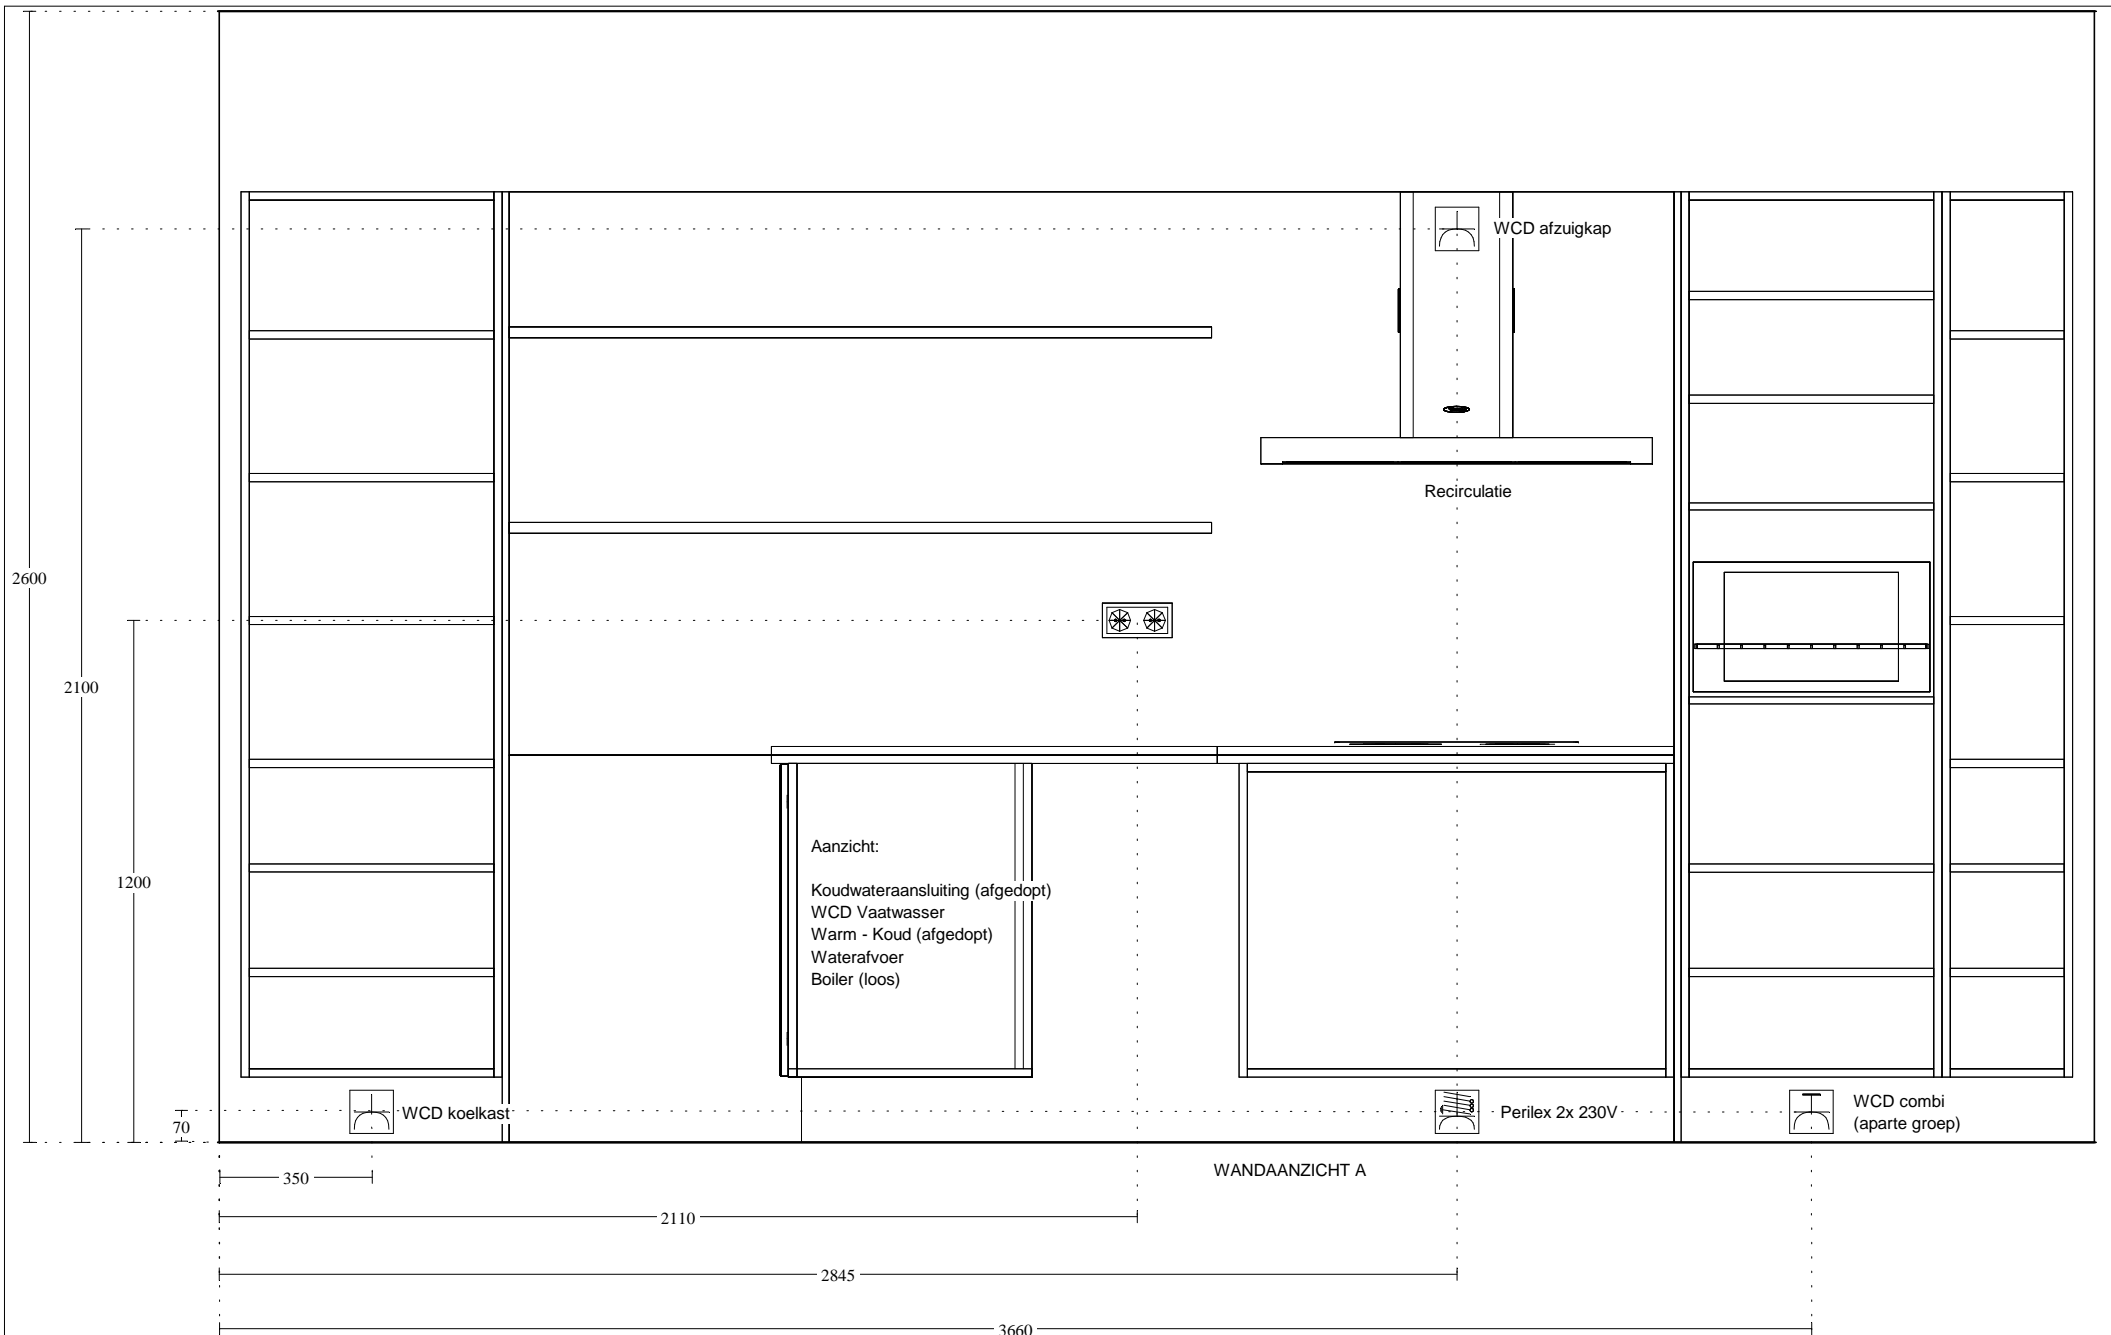 WCD afzuigkap
Recirculatie
2600
2100
1200
Aanzicht:
Koudwateraansluiting (afgedopt)
WCD Vaatwasser
Warm - Koud (afgedopt)
Waterafvoer
Boiler (loos)
70
WCD koelkast
Perilex 2x 230V
WCD combi
(aparte groep)
WANDAANZICHT A
350
2110
2845
3660